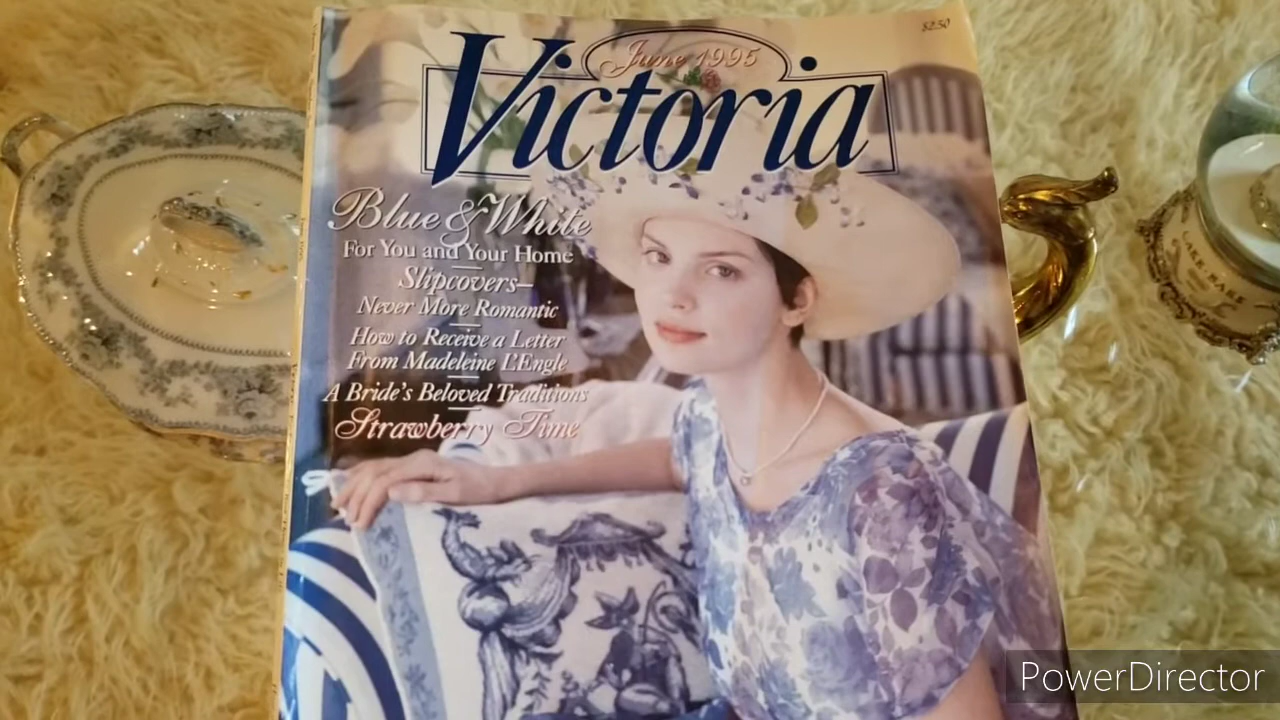 $2.50
June 1995
Victoria
Blue & White
For You and Your Home
Slipcovers–
Never More Romantic
How to Receive a Letter
From Madeleine L'Engle
A Bride's Beloved Traditions
Strawberry Time
PowerDirector